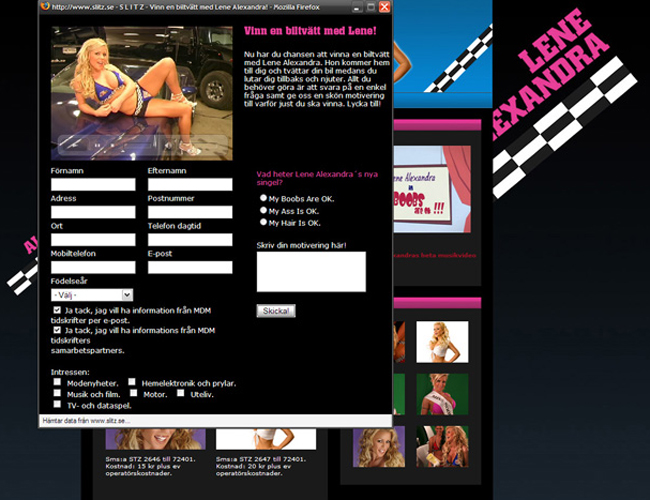 http://www.slitz.se - S L I T Z - Vinn en biltvätt med Lene Alexandra! - Mozilla Firefox
Vinn en biltvätt med Lene!
Nu har du chansen att vinna en biltvätt
med Lene Alexandra. Hon kommer hem
till dig och tvättar din bil medans du
lutar dig tillbaks och njuter. Allt du
behöver göra är att svara på en enkel
fråga samt ge oss en skön motivering
till varför just du ska vinna. Lycka till!
Förnamn
Efternamn
Adress
Postnummer
Ort
Telefon dagtid
Mobiltelefon
E-post
Födelseår
- Välj -
Ja tack, jag vill ha information från MDM
tidskrifter per e-post.
Ja tack, jag vill ha informations från MDM
tidskrifters
samarbetspartners.
Intressen:
Modenyheter.
Hemelektronik och prylar.
Musik och film.
Motor.
Uteliv.
TV- och dataspel.
Vad heter Lene Alexandra´s nya
singel?
My Boobs Are OK.
My Ass Is OK.
My Hair Is OK.
Skriv din motivering här!
Skicka!
Hämtar data från www.slitz.se...
LENE
LEXANDRA
ene Alexandra
in
BOOBS
!!!
xandras heta musikvideo
Sms:a STZ 2646 till 72401.
Kostnad: 15 kr plus ev
operatörskostnader.
Sms:a STZ 2647 till 72401.
Kostnad: 20 kr plus ev
operatörskostnader.